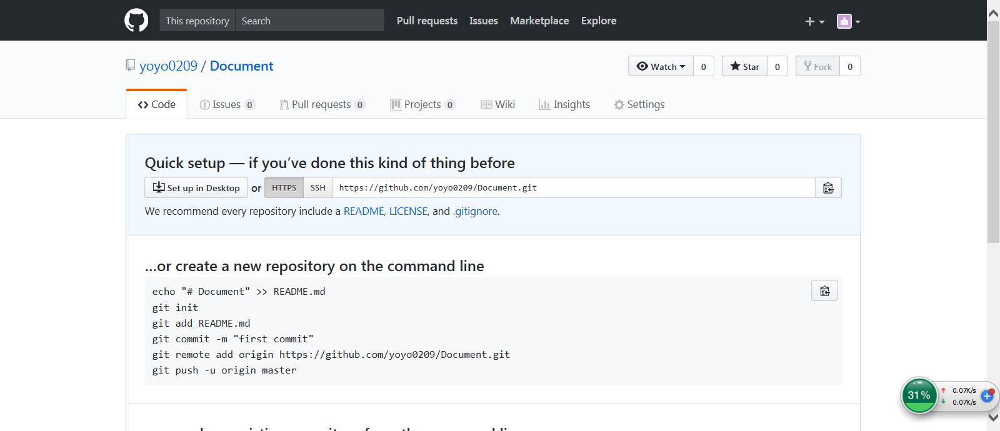 This repository Search Pull requests Issues Marketplace Explore
yoyo0209 / Document Watch 0 Star 0 Fork 0
Code Issues 0 Pull requests 0 Projects 0 Wiki Insights Settings
Quick setup — if you’ve done this kind of thing before
Set up in Desktop or HTTPS SSH https://github.com/yoyo0209/Document.git
We recommend every repository include a README, LICENSE, and .gitignore.
…or create a new repository on the command line
echo "# Document" >> README.md
git init
git add README.md
git commit -m "first commit"
git remote add origin https://github.com/yoyo0209/Document.git
git push -u origin master
31% 0.07K/s
0.07K/s